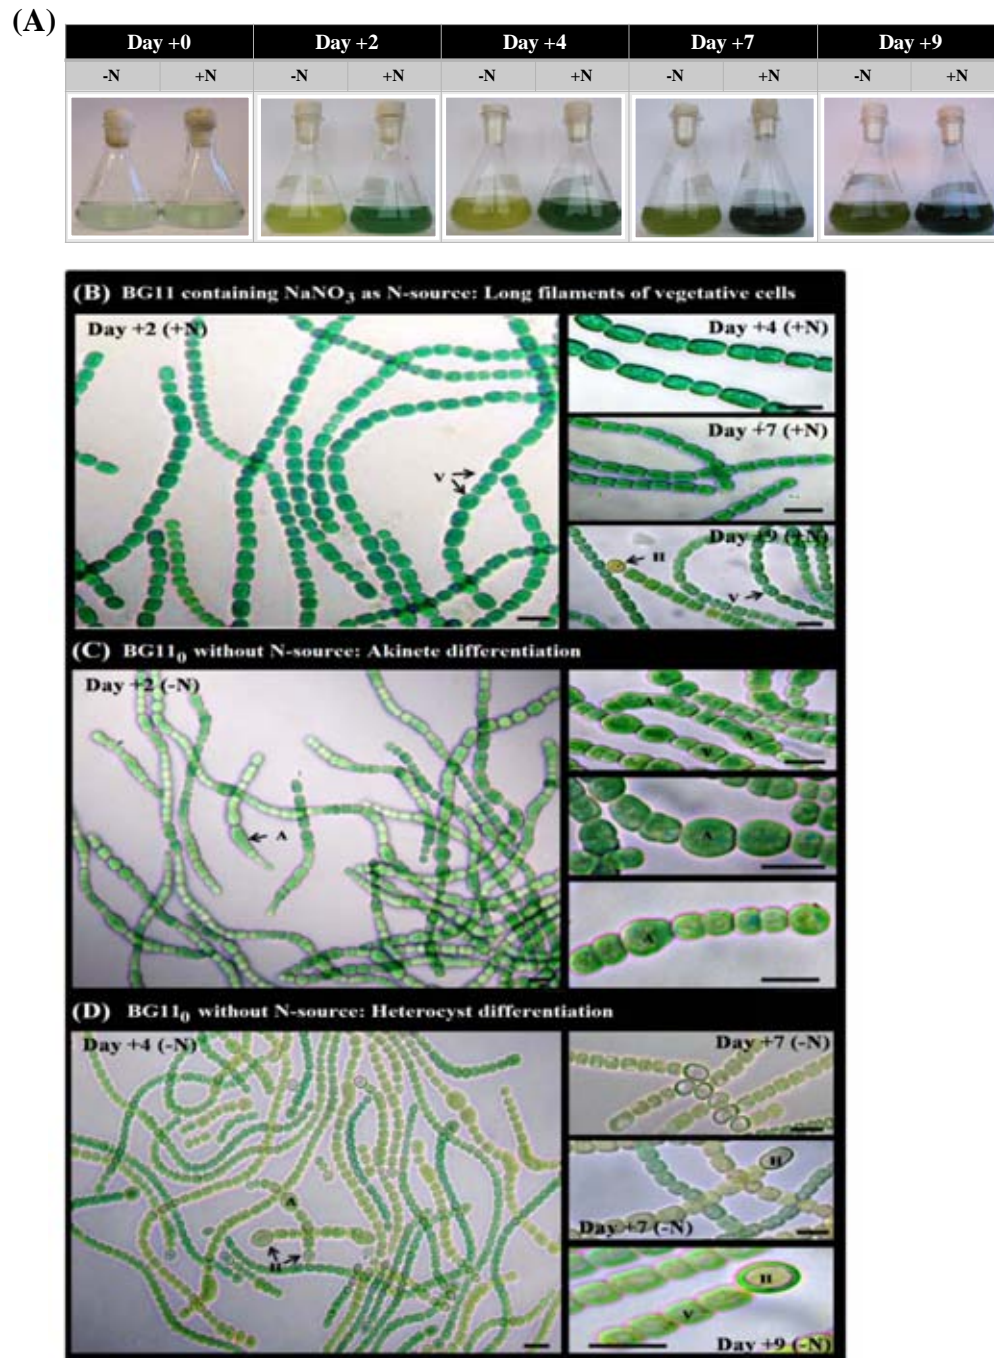 (A)
Day +0 Day +2 Day +4 Day +7 Day +9
-N +N -N +N -N +N -N +N -N +N
(B) BG11 containing NaNO₃ as N-source: Long filaments of vegetative cells
Day +2 (+N)
V
Day +4 (+N)
Day +7 (+N)
Day +9 (+N)
H
V
(C) BG11₀ without N-source: Akinete differentiation
Day +2 (-N)
A
A
A
V
A
A
(D) BG11₀ without N-source: Heterocyst differentiation
Day +4 (-N)
A
H
Day +7 (-N)
H
Day +7 (-N)
H
V
Day +9 (-N)